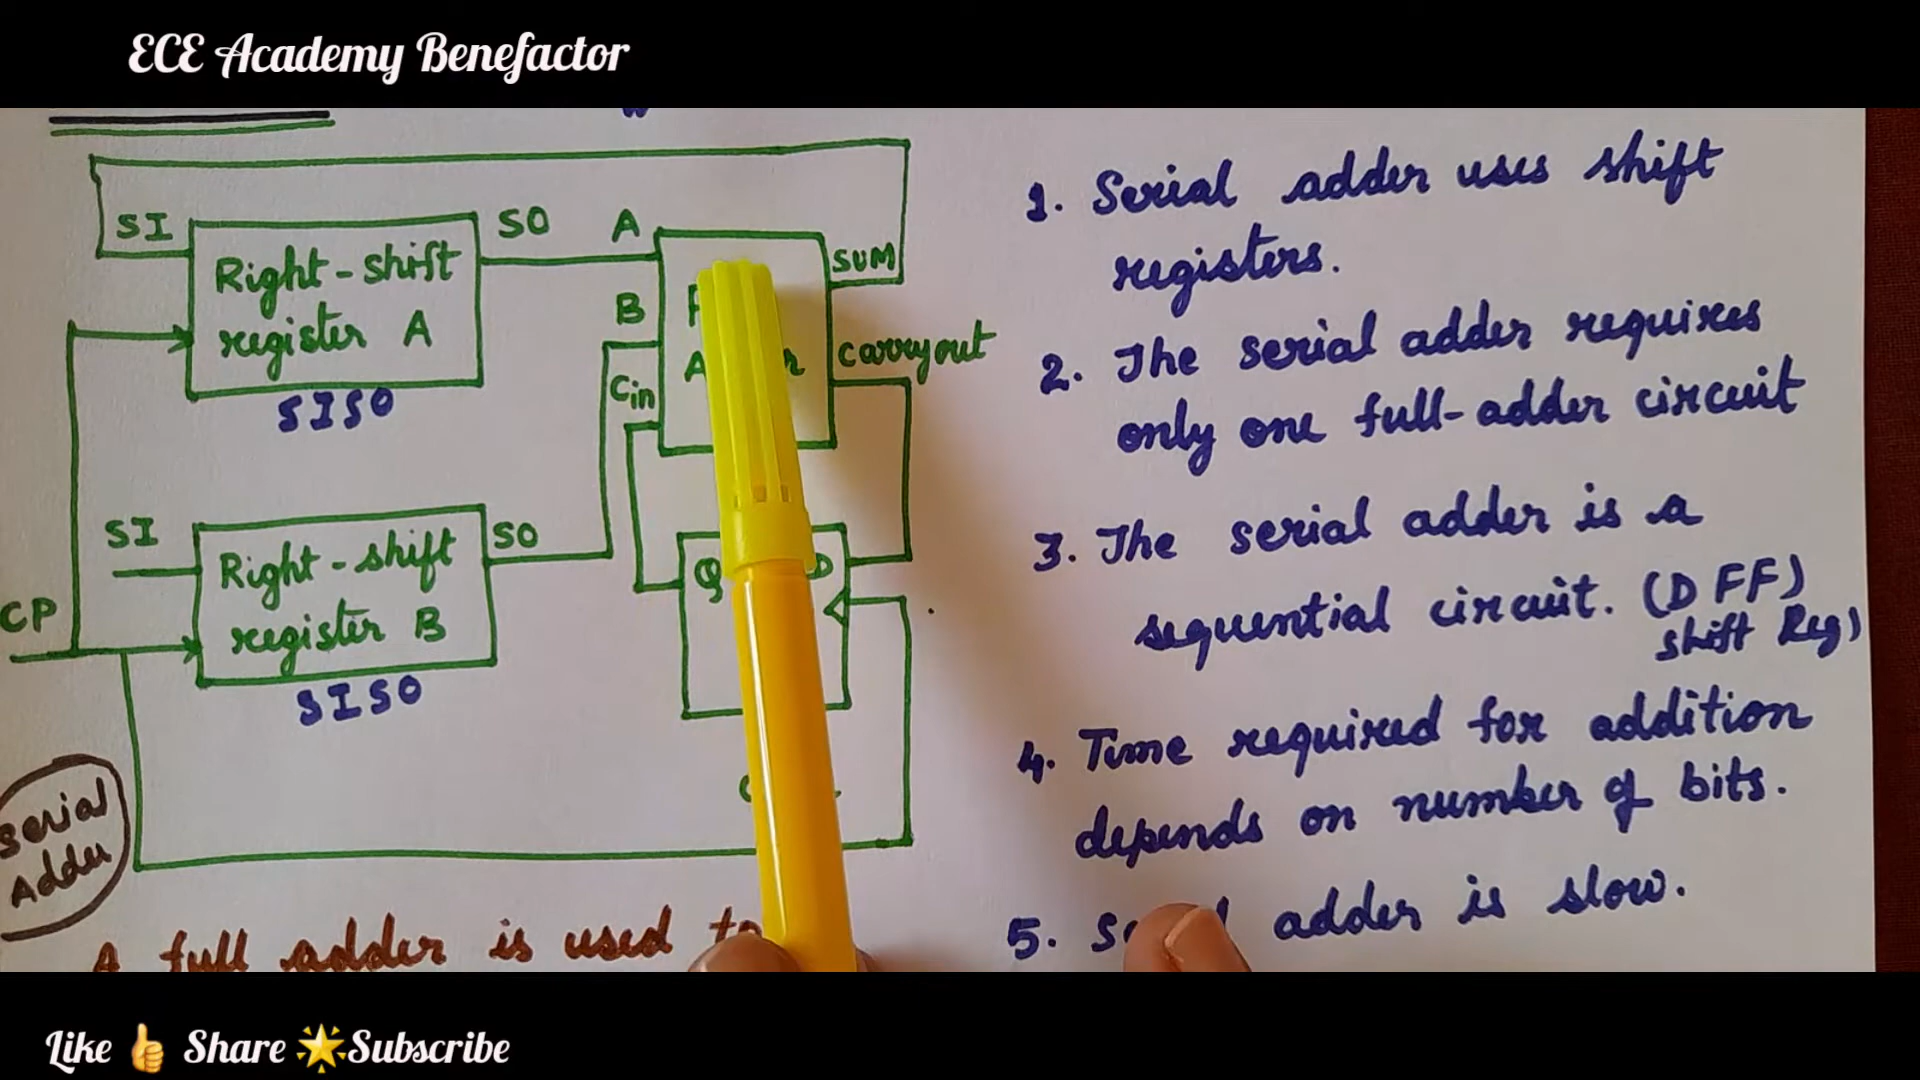 ECE Academy Benefactor
SI
SO
A
SUM
Right-shift
register A
B
carryout
SISO
Cin
SI
SO
Q
D
Right-shift
register B
CP
SISO
Serial
Adder
A full adder is used
1. Serial adder uses shift
registers.
2. The serial adder requires
only one full-adder circuit
3. The serial adder is a
sequential circuit. (D FF)
shift Reg)
4. Time required for addition
depends on number of bits.
5. adder is slow.
Like 👍 Share 🌟Subscribe